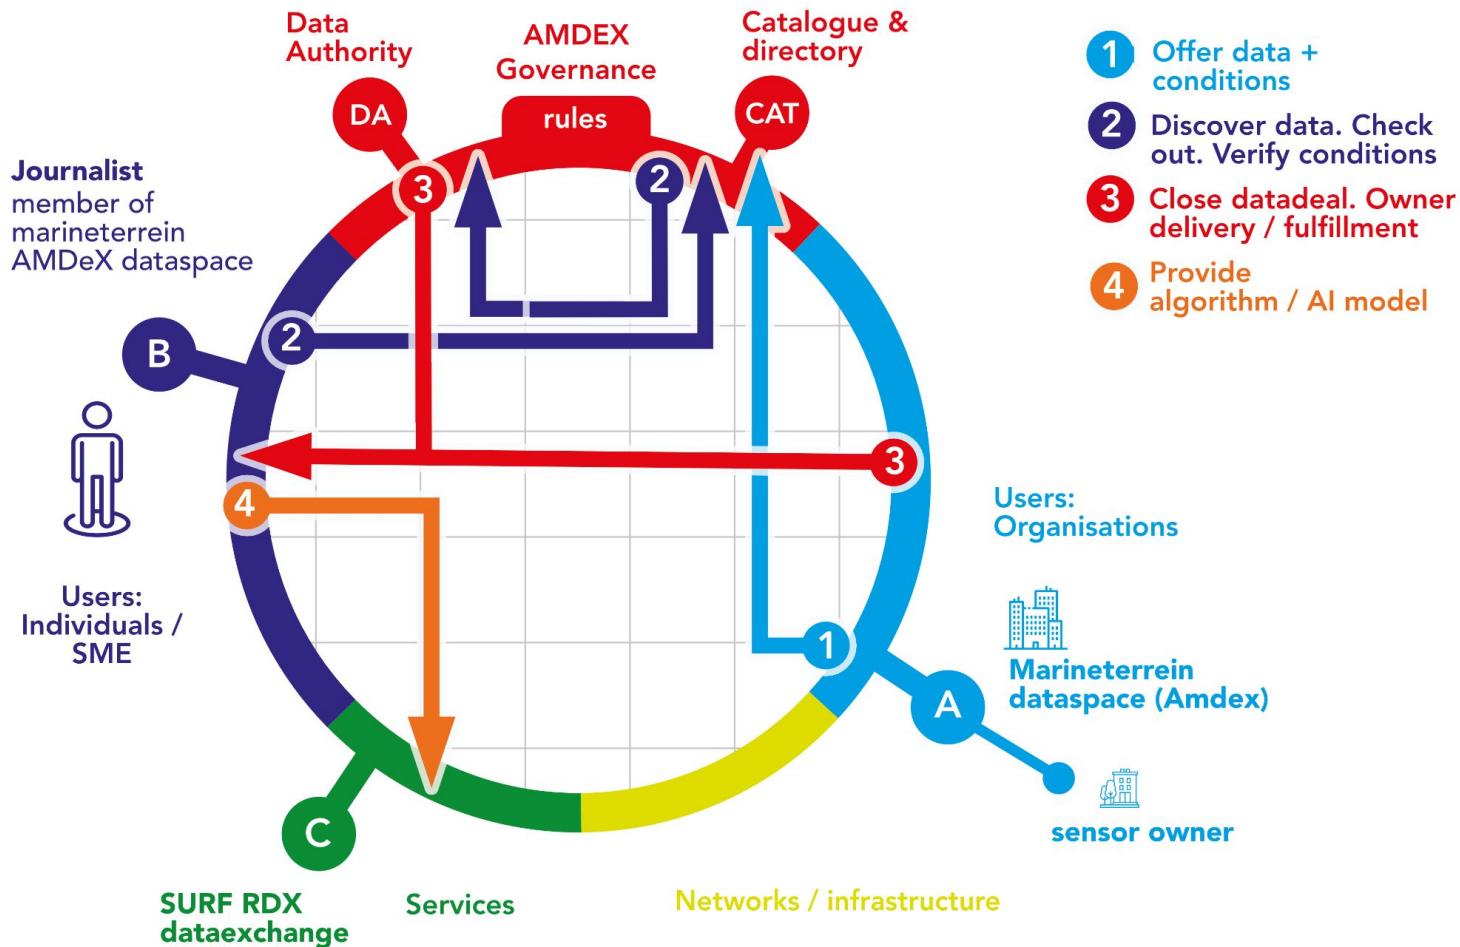 Data
Authority
AMDEX
Governance
rules
Catalogue &
directory
DA
CAT
1
Offer data +
conditions
2
Discover data. Check
out. Verify conditions
3
Close datadeal. Owner
delivery / fulfillment
4
Provide
algorithm / AI model
Journalist
member of
marineterrein
AMDeX dataspace
3
2
2
B
3
4
1
Users:
Organisations
Users:
Individuals /
SME
Marineterrein
dataspace (Amdex)
A
sensor owner
C
SURF RDX
dataexchange
Services
Networks / infrastructure